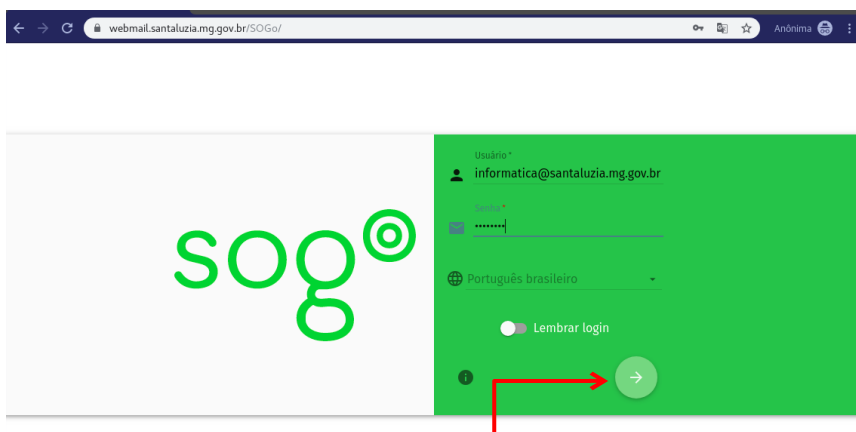 webmail.santaluzia.mg.gov.br/SOGo/
Anônima
sogo
Usuário *
informatica@santaluzia.mg.gov.br
Senha *
••••••••
Português brasileiro
Lembrar login